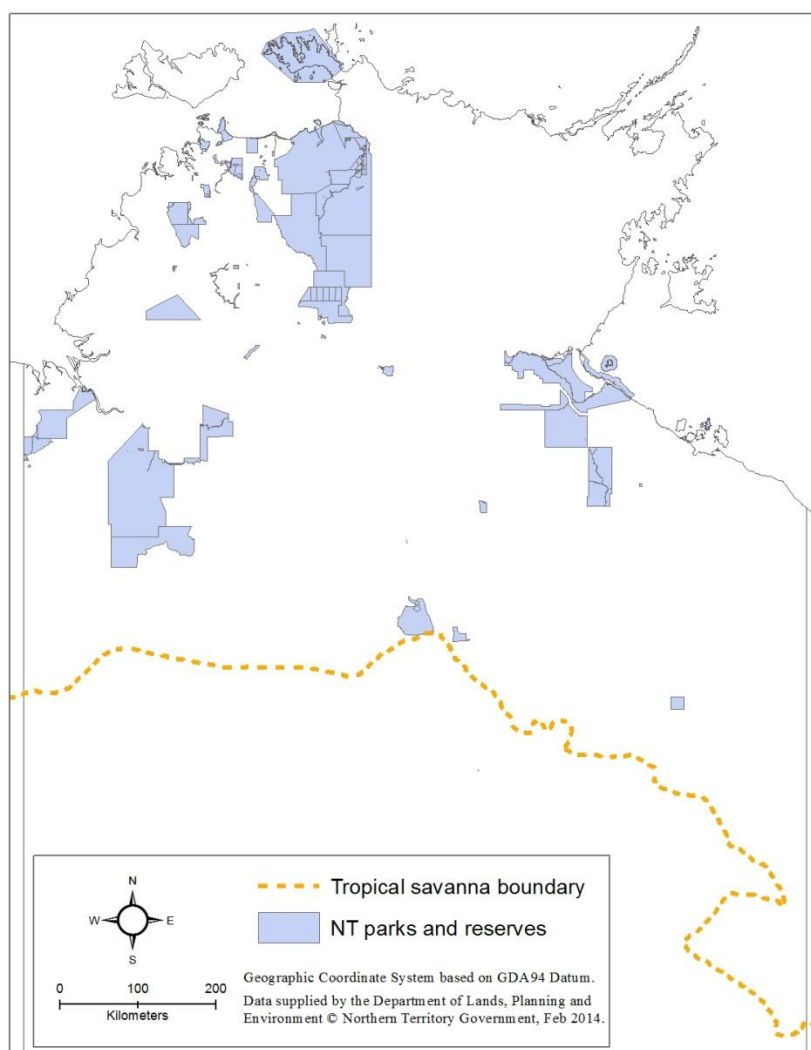 N
W E
S
0 100 200
Kilometers
Tropical savanna boundary
NT parks and reserves
Geographic Coordinate System based on GDA94 Datum.
Data supplied by the Department of Lands, Planning and
Environment © Northern Territory Government, Feb 2014.